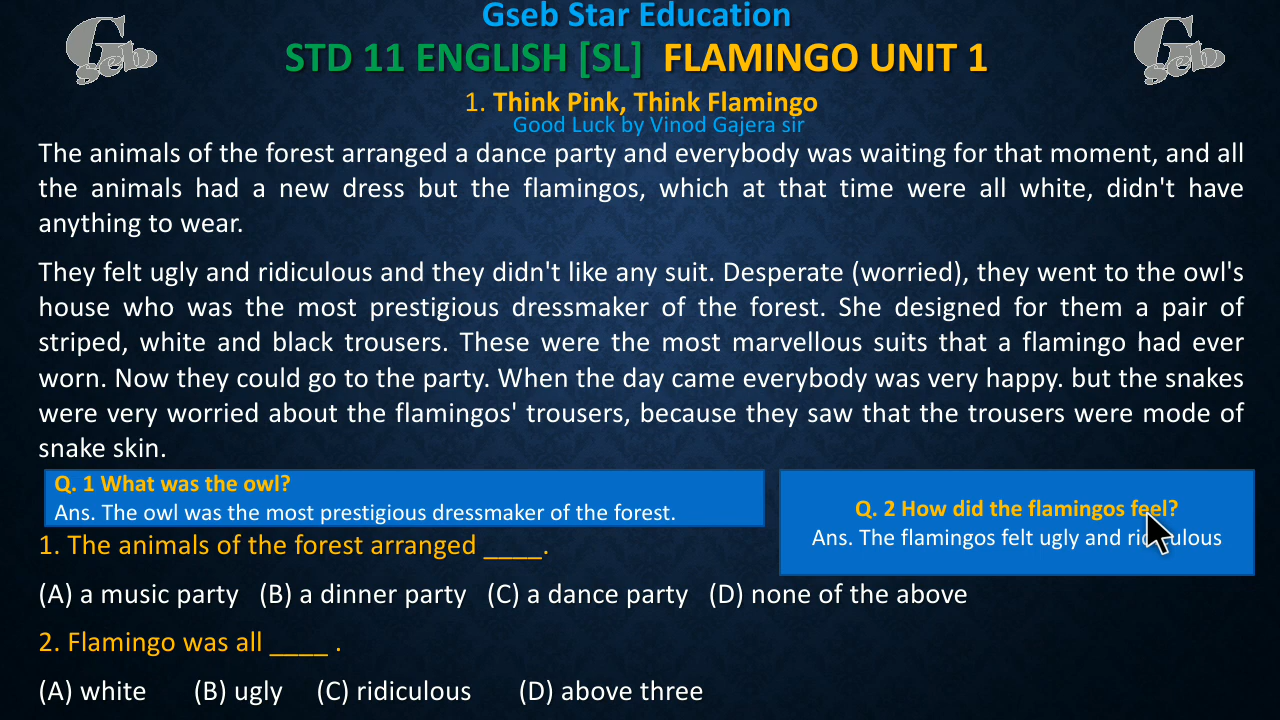 Gseb Star Education
STD 11 ENGLISH [SL] FLAMINGO UNIT 1
Gseb
Gseb
1. Think Pink, Think Flamingo
Good Luck by Vinod Gajera sir
The animals of the forest arranged a dance party and everybody was waiting for that moment, and all
the animals had a new dress but the flamingos, which at that time were all white, didn't have
anything to wear.
They felt ugly and ridiculous and they didn't like any suit. Desperate (worried), they went to the owl's
house who was the most prestigious dressmaker of the forest. She designed for them a pair of
striped, white and black trousers. These were the most marvellous suits that a flamingo had ever
worn. Now they could go to the party. When the day came everybody was very happy. but the snakes
were very worried about the flamingos' trousers, because they saw that the trousers were mode of
snake skin.
Q. 1 What was the owl?
Ans. The owl was the most prestigious dressmaker of the forest.
Q. 2 How did the flamingos feel?
Ans. The flamingos felt ugly and ridiculous
1. The animals of the forest arranged ____.
(A) a music party (B) a dinner party (C) a dance party (D) none of the above
2. Flamingo was all ____ .
(A) white (B) ugly (C) ridiculous (D) above three